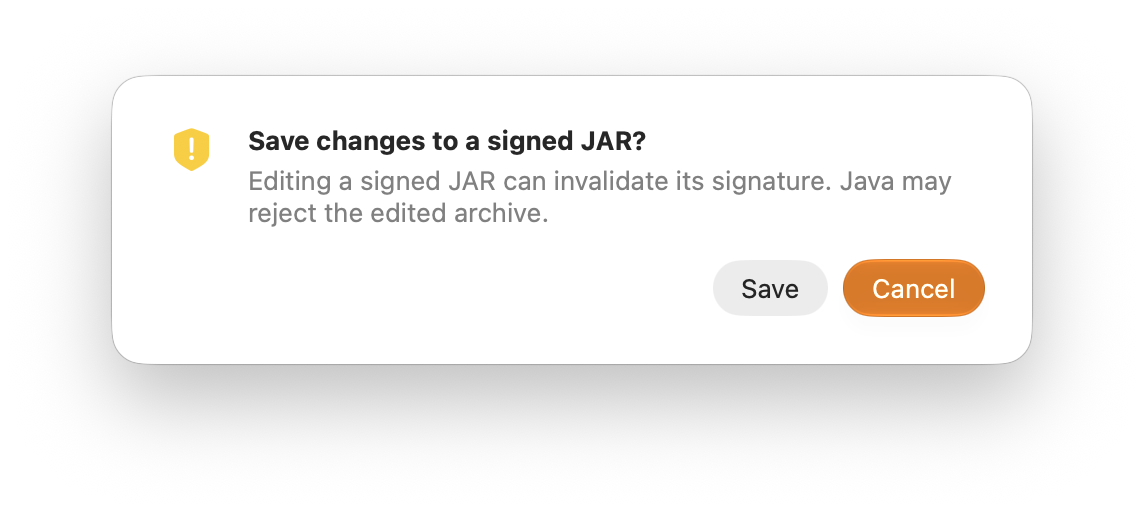 Save changes to a signed JAR?
Editing a signed JAR can invalidate its signature. Java may
reject the edited archive.
Save
Cancel